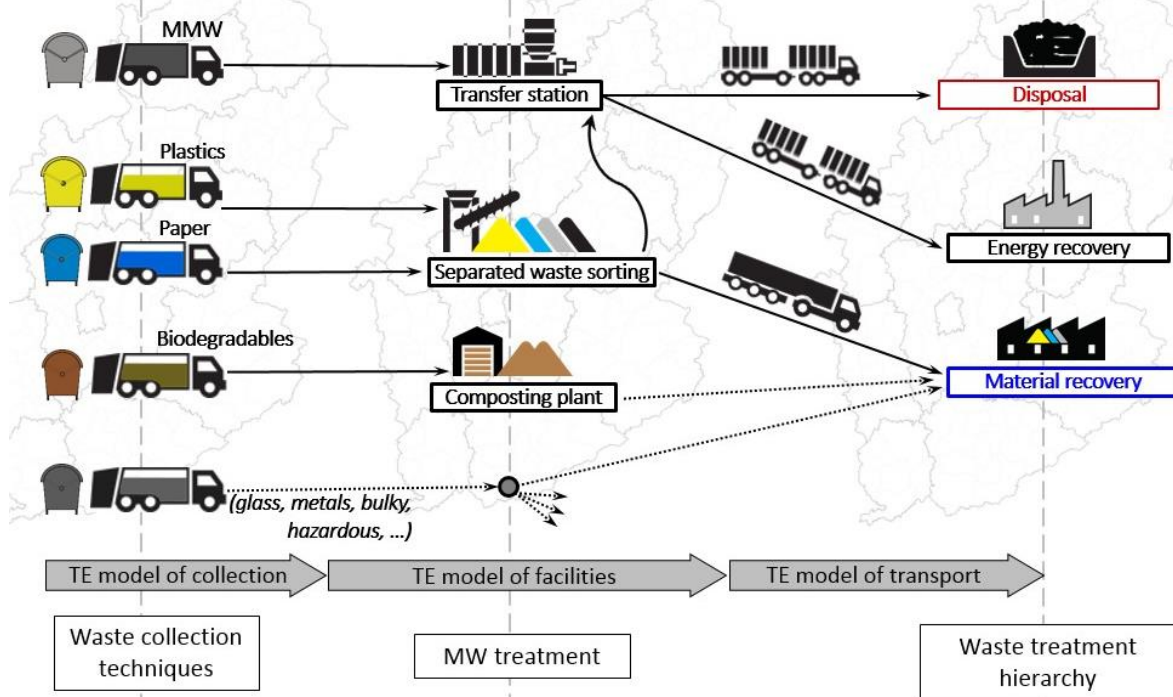 MMW
Transfer station
Disposal
Plastics
Paper
Separated waste sorting
Energy recovery
Biodegradables
Composting plant
Material recovery
(glass, metals, bulky,
hazardous, ...)
TE model of collection
TE model of facilities
TE model of transport
Waste collection
techniques
MW treatment
Waste treatment
hierarchy